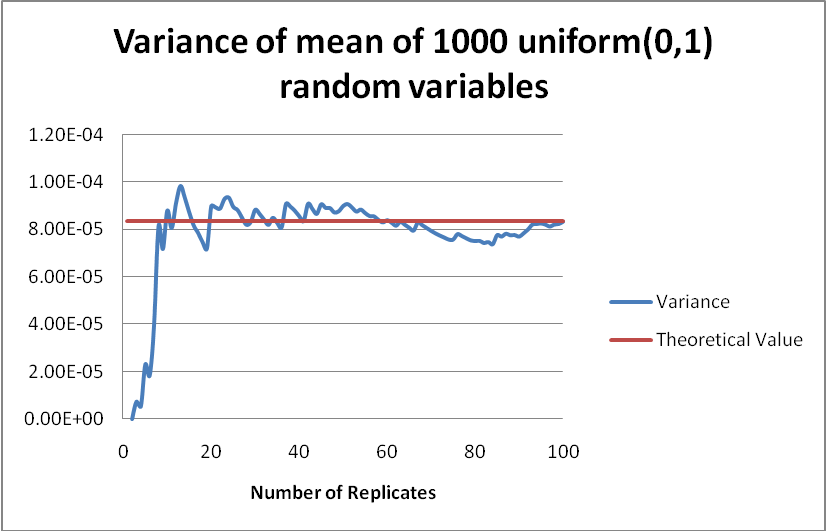 Variance of mean of 1000 uniform(0,1)
random variables
1.20E-04
1.00E-04
8.00E-05
6.00E-05
4.00E-05
2.00E-05
0.00E+00
0 20 40 60 80 100
Number of Replicates
Variance
Theoretical Value